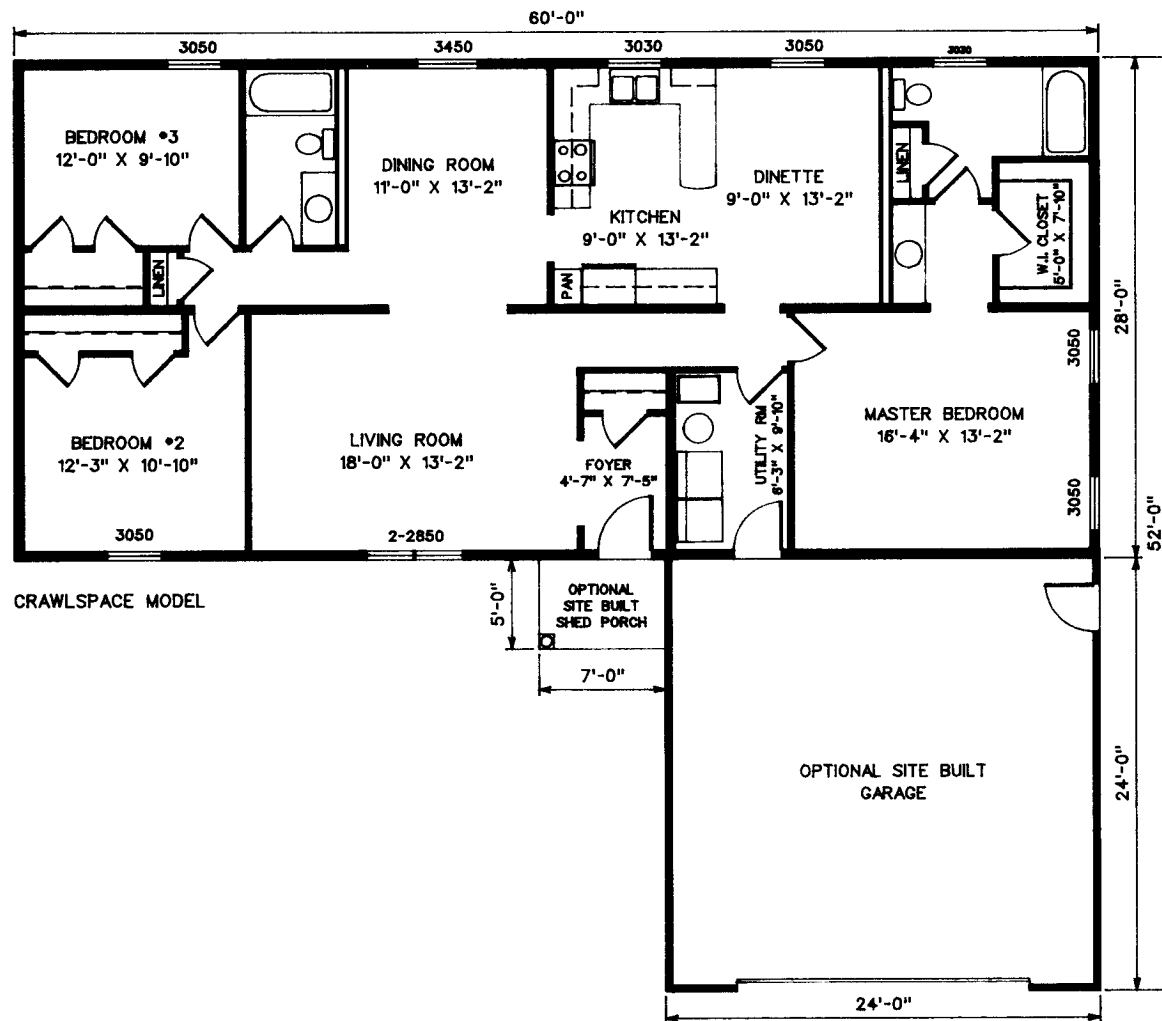 60'-0"
3050
3450
3030
3050
3030
BEDROOM #3
12'-0" X 9'-10"
DINING ROOM
11'-0" X 13'-2"
DINETTE
9'-0" X 13'-2"
KITCHEN
9'-0" X 13'-2"
LINEN
W.I. CLOSET
5'-0" X 7'-10"
LINEN
PAN
28'-0"
3050
BEDROOM #2
12'-3" X 10'-10"
LIVING ROOM
18'-0" X 13'-2"
FOYER
4'-7" X 7'-5"
UTILITY RM
6'-3" X 9'-10"
MASTER BEDROOM
16'-4" X 13'-2"
3050
3050
2-2850
52'-0"
CRAWLSPACE MODEL
5'-0"
OPTIONAL
SITE BUILT
SHED PORCH
7'-0"
OPTIONAL SITE BUILT
GARAGE
24'-0"
24'-0"